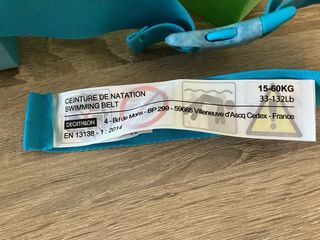 CEINTURE DE NATATION
SWIMMING BELT
15-60KG
33-132Lb
DECATHLON 4 - Bd de Mons - BP 299 - 59665 Villeneuve d'Ascq Cedex - France
EN 13138 - 1 : 2014